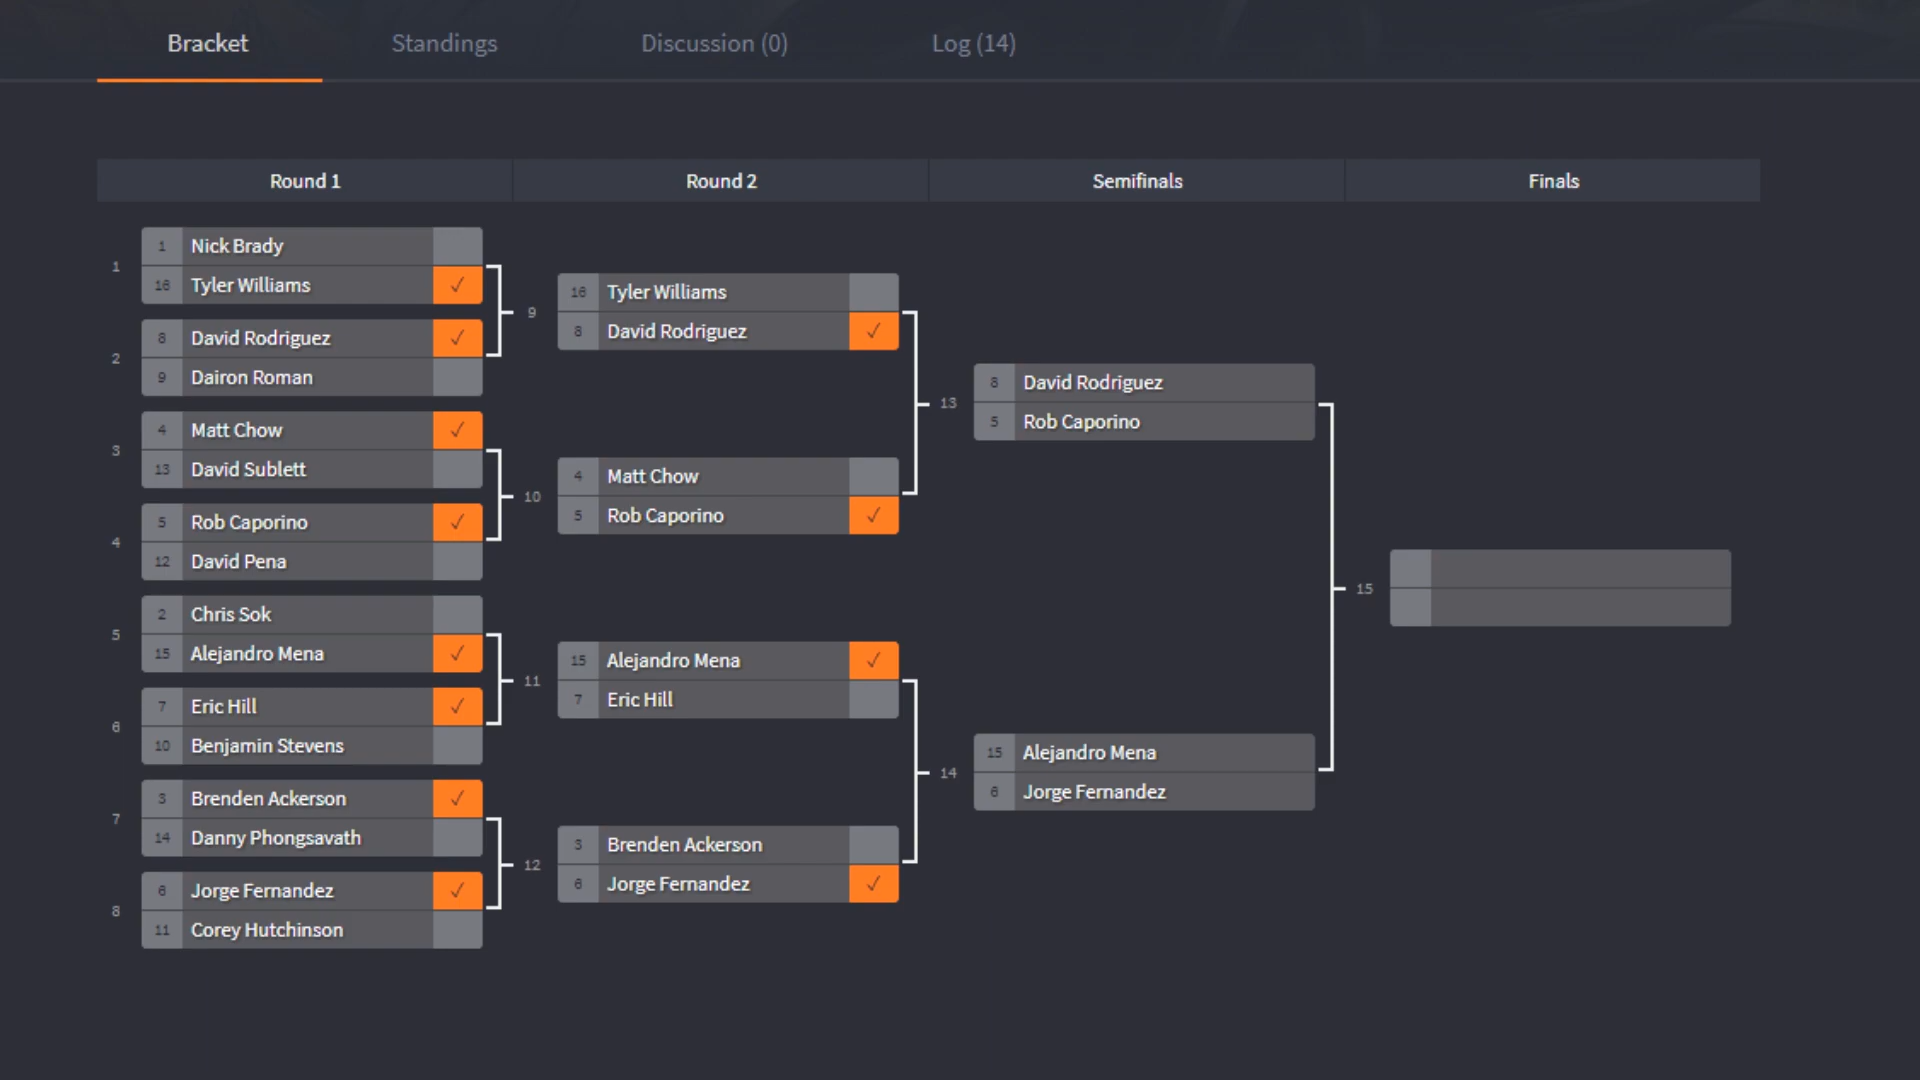 Bracket
Standings
Discussion (0)
Log (14)
Round 1
Round 2
Semifinals
Finals
1
1 Nick Brady
16 Tyler Williams ✓
2
8 David Rodriguez ✓
9 Dairon Roman
3
4 Matt Chow ✓
13 David Sublett
4
5 Rob Caporino ✓
12 David Pena
5
2 Chris Sok
15 Alejandro Mena ✓
6
7 Eric Hill ✓
10 Benjamin Stevens
7
3 Brenden Ackerson ✓
14 Danny Phongsavath
8
6 Jorge Fernandez ✓
11 Corey Hutchinson
9
16 Tyler Williams
8 David Rodriguez ✓
10
4 Matt Chow
5 Rob Caporino ✓
11
15 Alejandro Mena ✓
7 Eric Hill
12
3 Brenden Ackerson
6 Jorge Fernandez ✓
13
8 David Rodriguez
5 Rob Caporino
14
15 Alejandro Mena
6 Jorge Fernandez
15